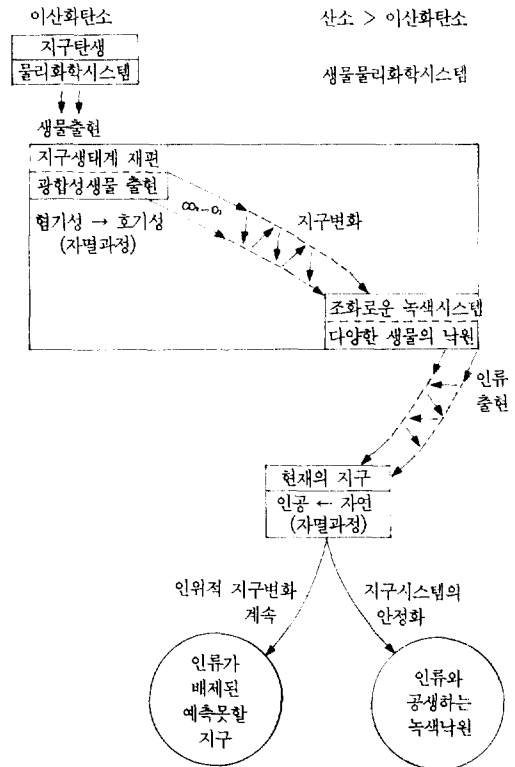 이산화탄소
산소 > 이산화탄소
지구탄생
물리화학시스템
생물물리화학시스템
생물출현
지구생태계 재편
광합성생물 출현
CO₂→O₂
지구변화
혐기성 → 호기성
(자멸과정)
조화로운 녹색시스템
다양한 생물의 낙원
인류
출현
현재의 지구
인공 ← 자연
(자멸과정)
인위적 지구변화
계속
지구시스템의
안정화
인류가
배제된
예측못할
지구
인류와
공생하는
녹색낙원